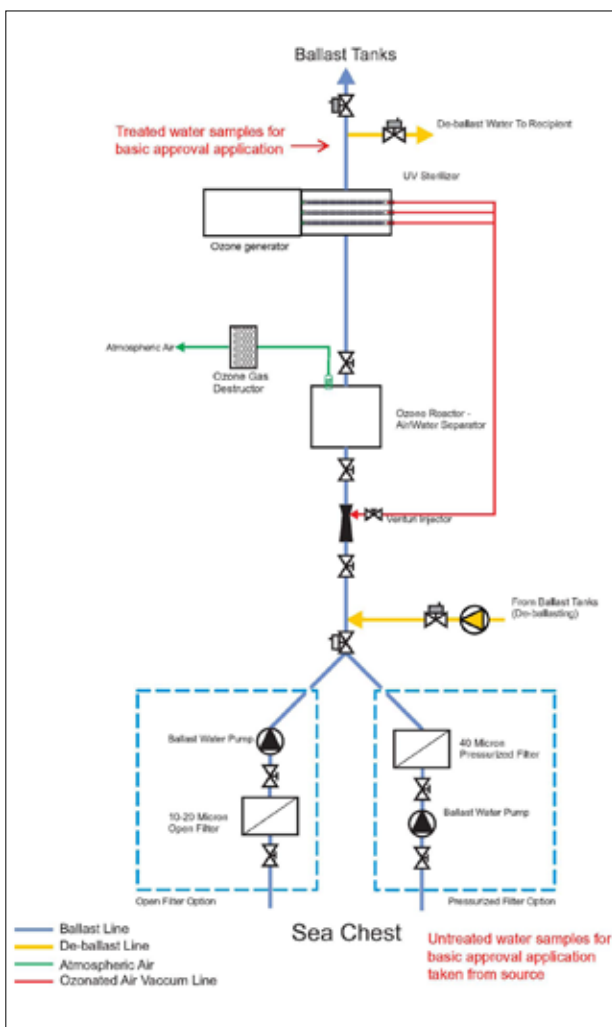 Ballast Tanks
De-ballast Water To Recipient
Treated water samples for
basic approval application
UV Sterilizer
Ozone generator
Atmospheric Air
Ozone Gas
Destructor
Ozone Reactor -
Air/Water Separator
Venturi Injector
From Ballast Tanks
(De-ballasting)
Ballast Water Pump
40 Micron
Pressurized Filter
10-20 Micron
Open Filter
Ballast Water Pump
Open Filter Option
Pressurized Filter Option
Sea Chest
Ballast Line
De-ballast Line
Atmospheric Air
Ozonated Air Vaccum Line
Untreated water samples for
basic approval application
taken from source